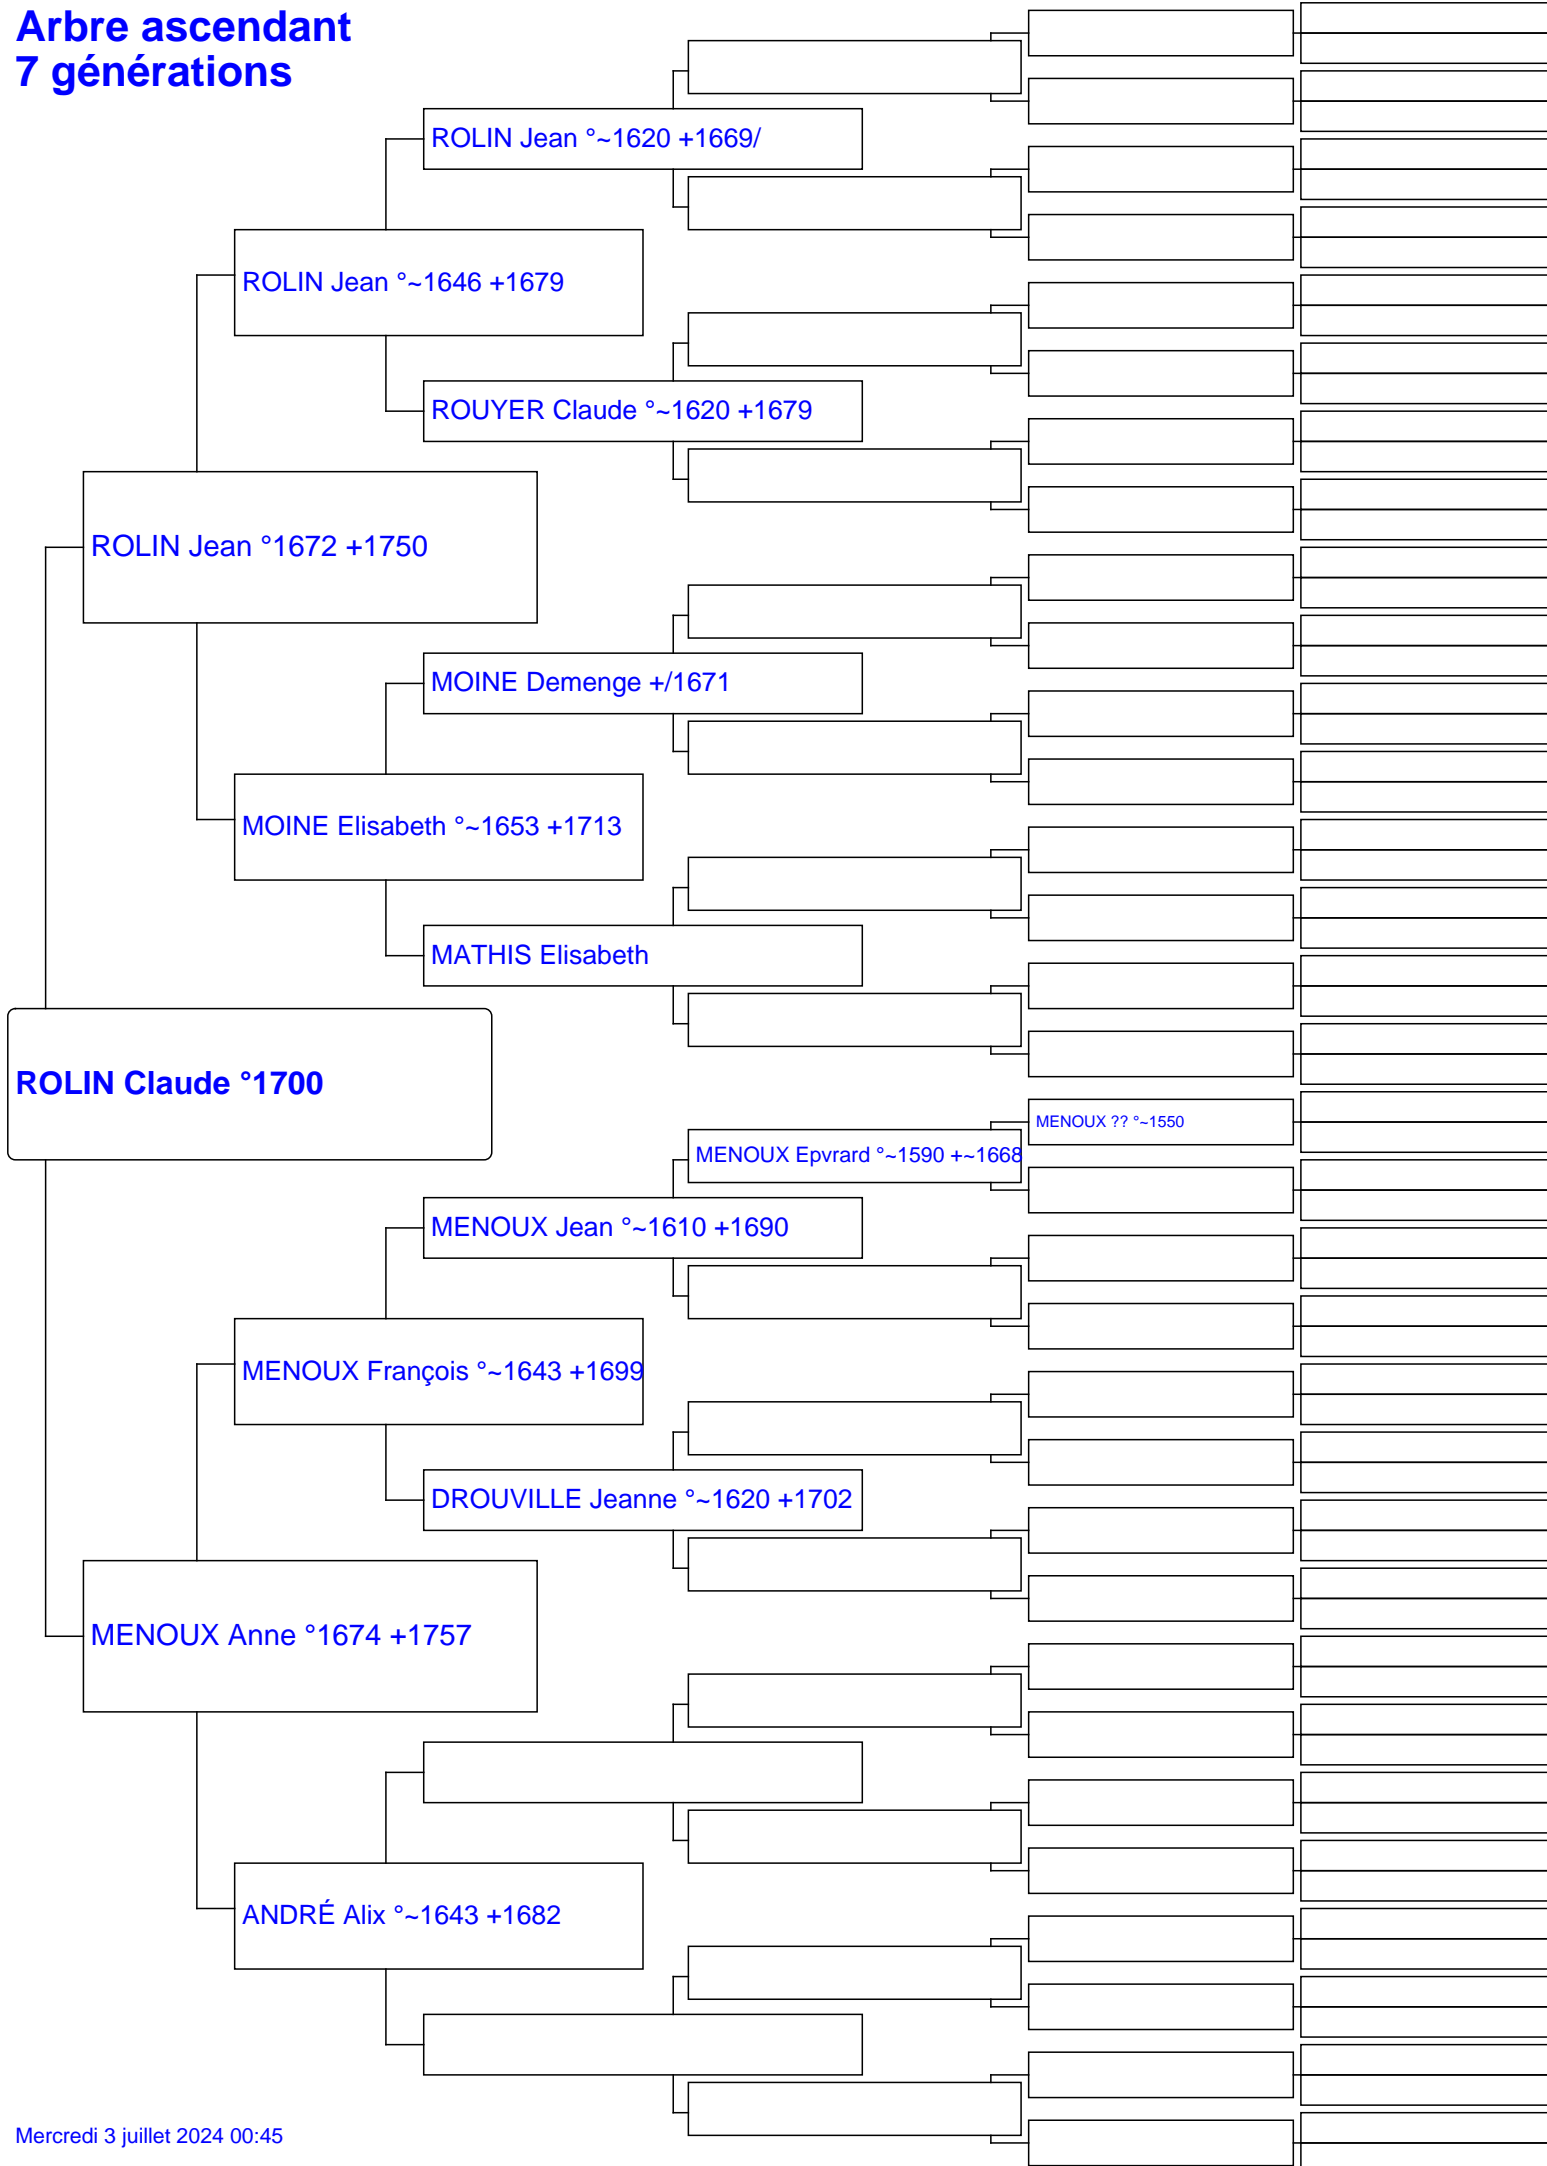 Arbre ascendant
7 générations
ROLIN Jean °~1620 +1669/
ROLIN Jean °~1646 +1679
ROUYER Claude °~1620 +1679
ROLIN Jean °1672 +1750
MOINE Demenge +/1671
MOINE Elisabeth °~1653 +1713
MATHIS Elisabeth
ROLIN Claude °1700
MENOUX ?? °~1550
MENOUX Epvrard °~1590 +~1668
MENOUX Jean °~1610 +1690
MENOUX François °~1643 +1699
DROUVILLE Jeanne °~1620 +1702
MENOUX Anne °1674 +1757
ANDRÉ Alix °~1643 +1682
Mercredi 3 juillet 2024 00:45